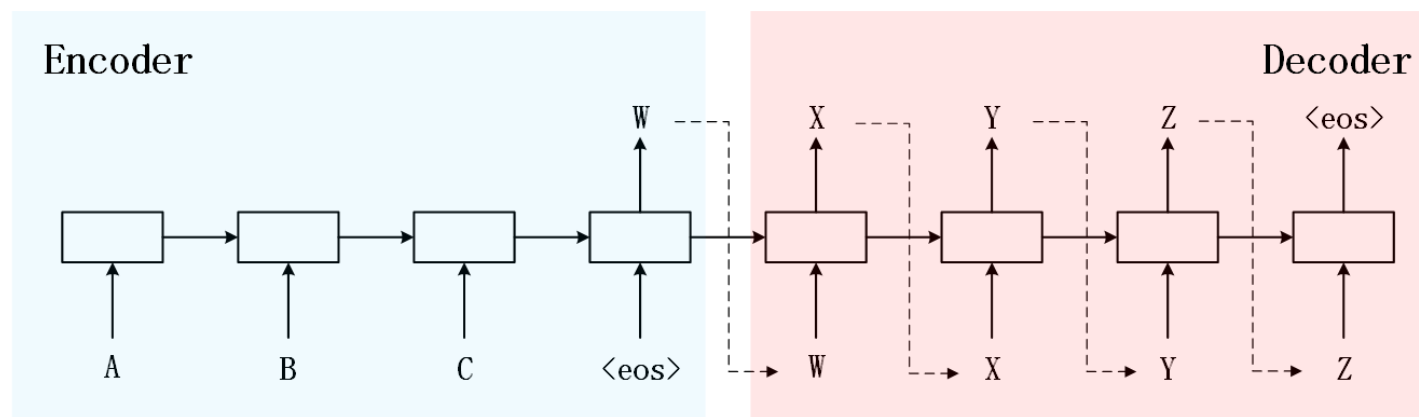 Encoder
Decoder
W X Y Z <eos>
A B C <eos> W X Y Z